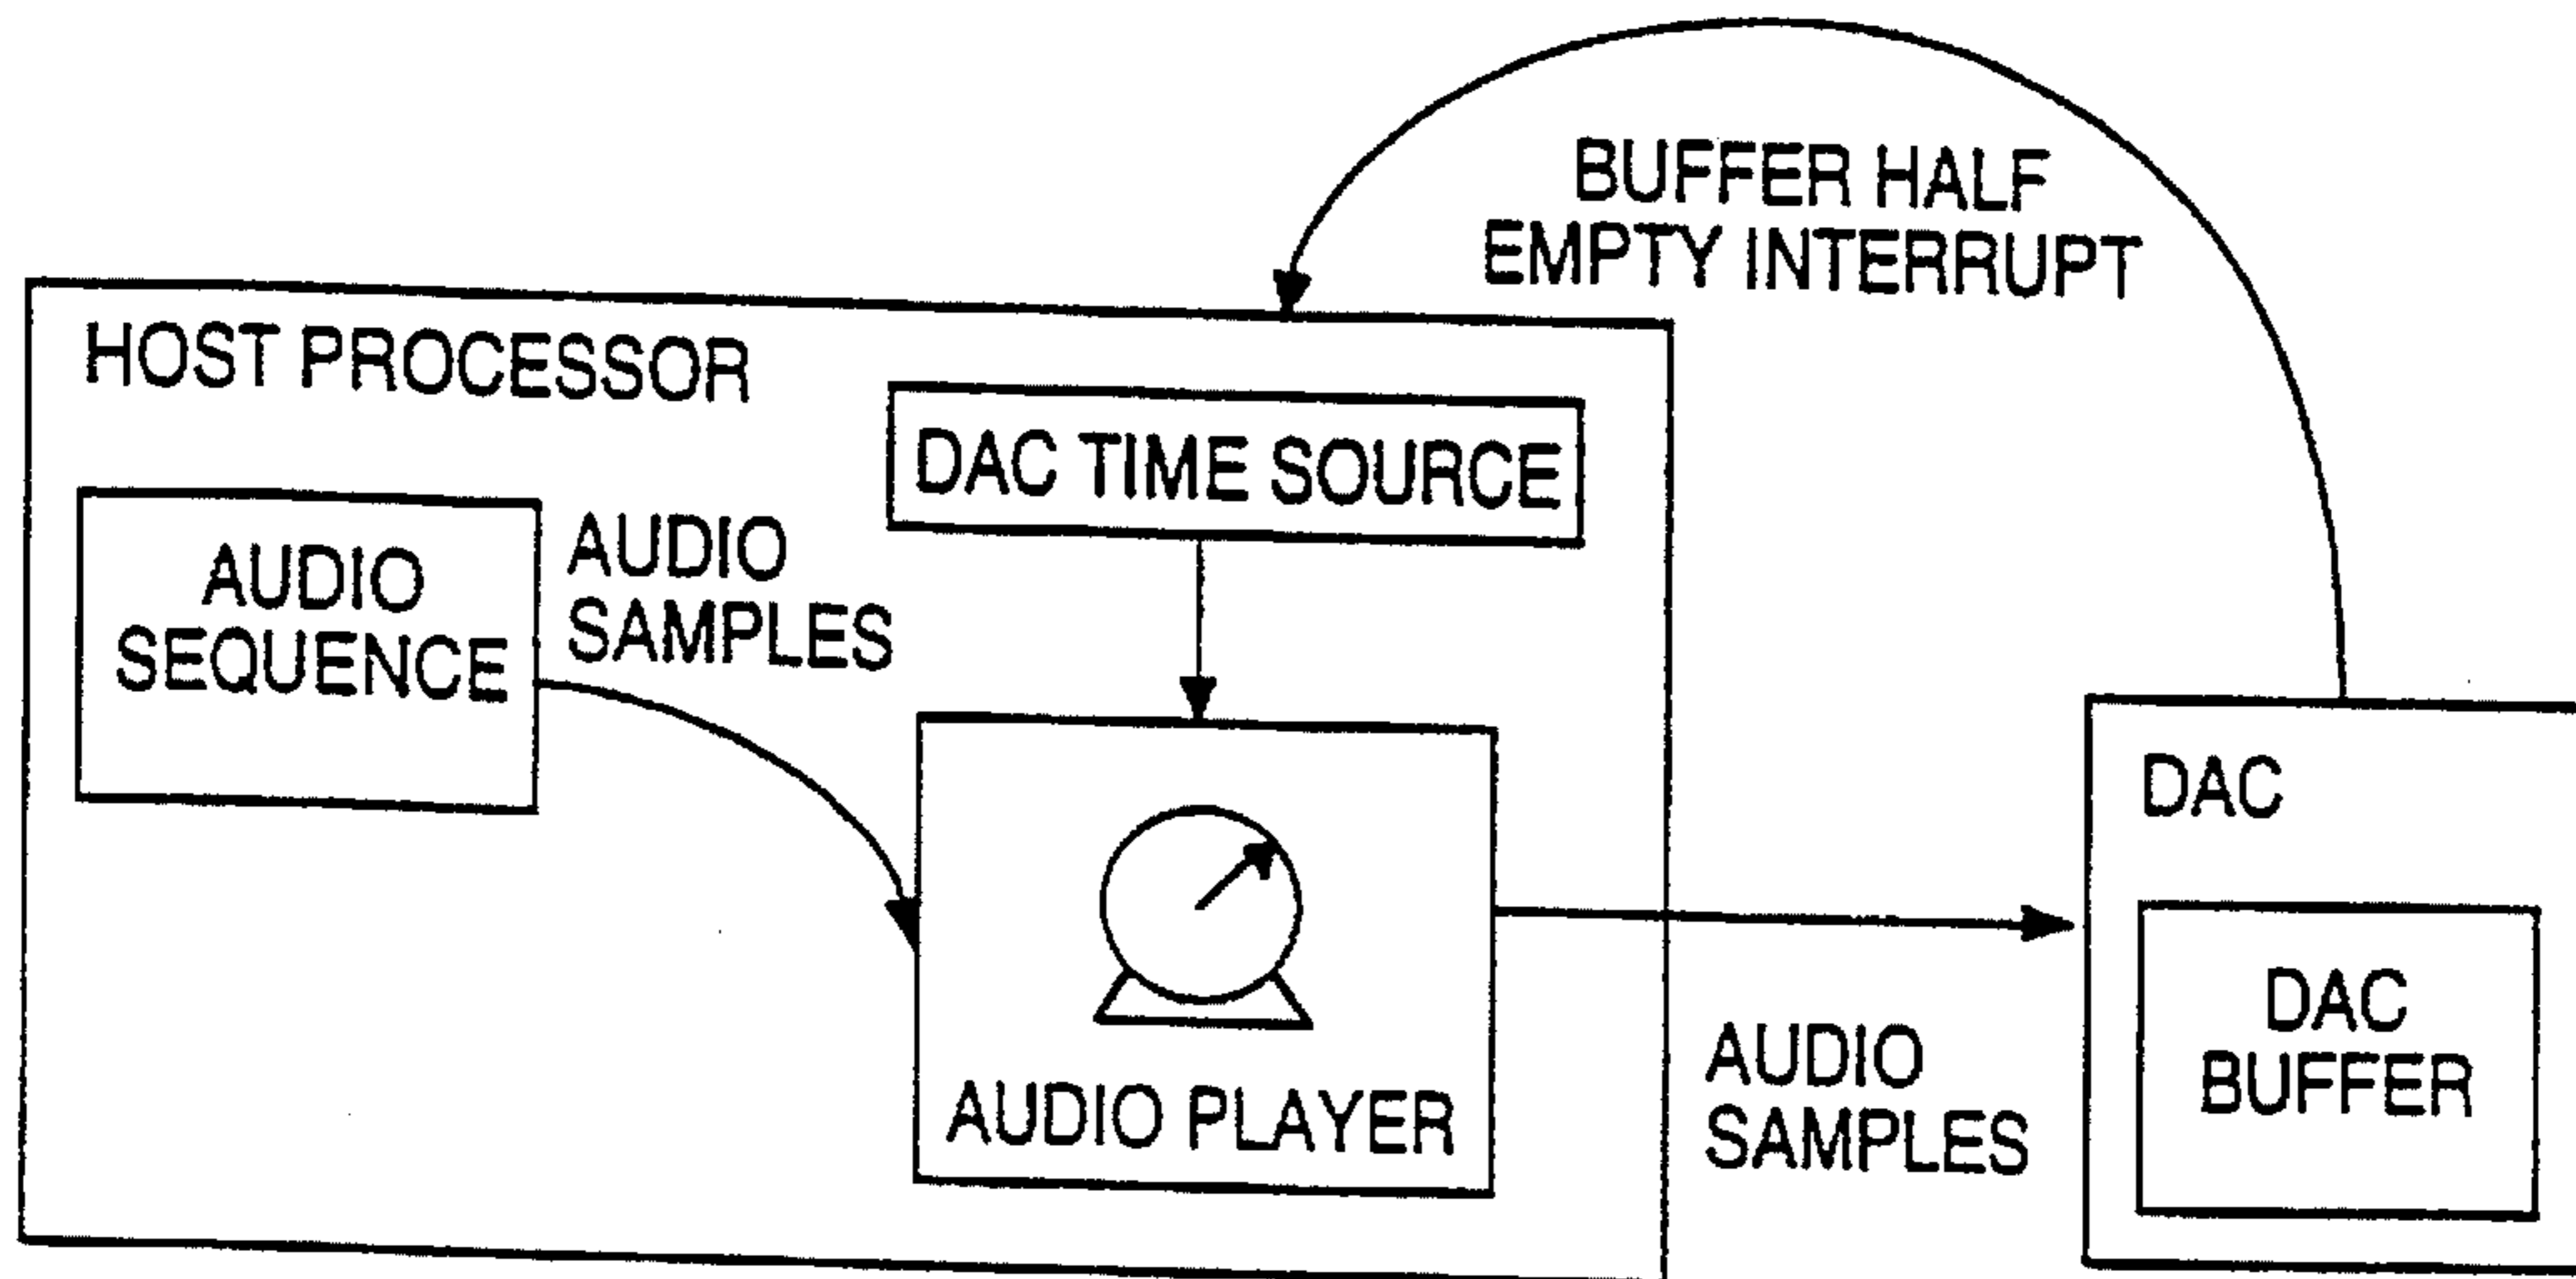 BUFFER HALF
EMPTY INTERRUPT
HOST PROCESSOR
DAC TIME SOURCE
AUDIO
SEQUENCE
AUDIO
SAMPLES
DAC
AUDIO PLAYER
DAC
BUFFER
AUDIO
SAMPLES